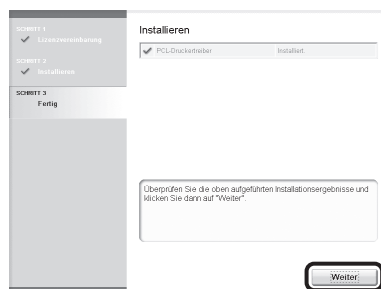 SCHRITT 1
Lizenzvereinbarung
SCHRITT 2
Installieren
SCHRITT 3
Fertig
Installieren
PCL-Druckertreiber Installiert.
Überprüfen Sie die oben aufgeführten Installationsergebnisse und
klicken Sie dann auf "Weiter".
Weiter